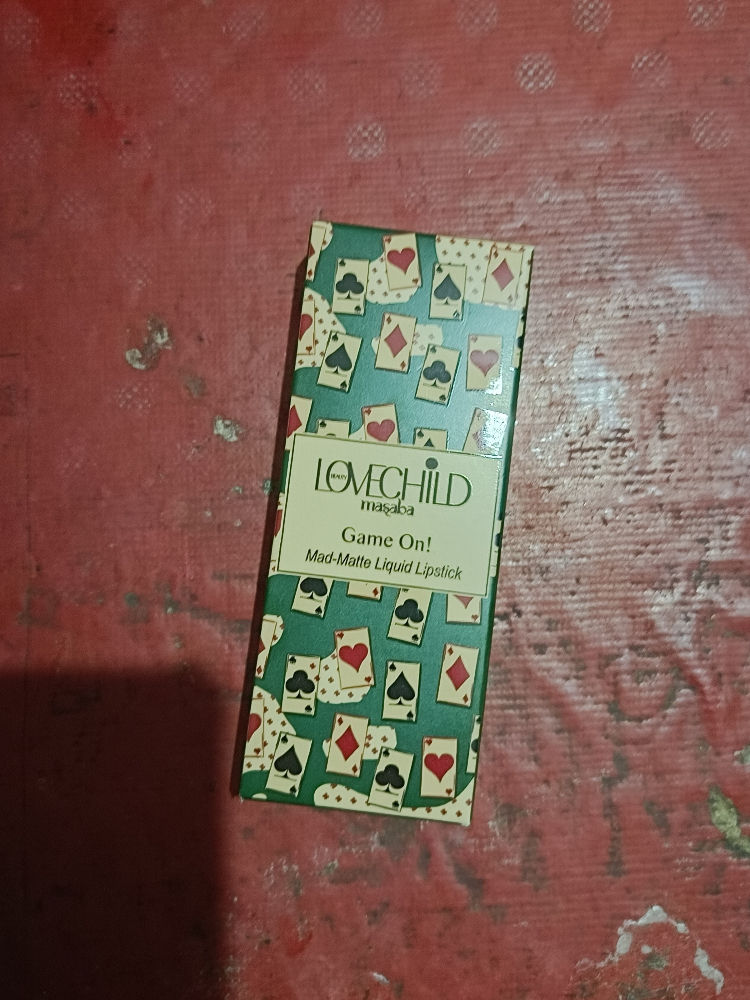 LOVECHILD
BEAUTY
masaba
Game On!
Mad-Matte Liquid Lipstick